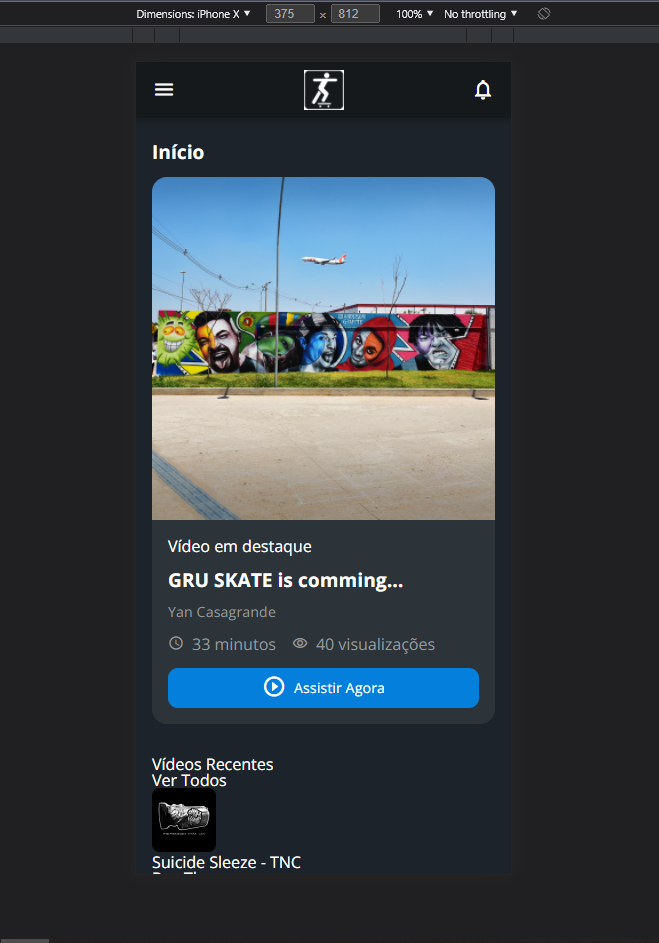 Dimensions: iPhone X ▼ 375 × 812 100% ▼ No throttling ▼
Início
Vídeo em destaque
GRU SKATE is comming...
Yan Casagrande
33 minutos 40 visualizações
Assistir Agora
Vídeos Recentes
Ver Todos
Suicide Sleeze - TNC